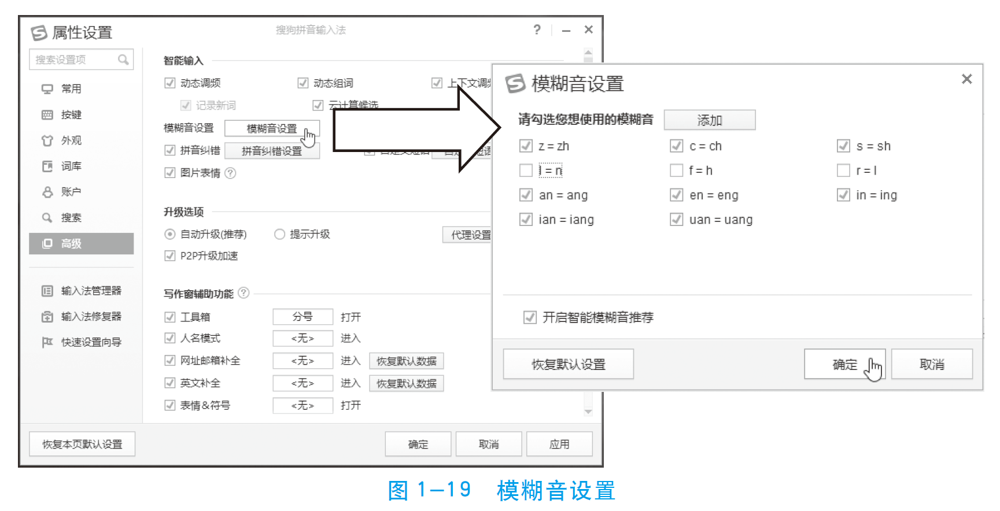 属性设置
搜狗拼音输入法
搜索设置项
常用
按键
外观
词库
账户
搜索
高级
输入法管理器
输入法修复器
快速设置向导
智能输入
动态调频 动态组词 上下文调
记录新词 云计算候选
模糊音设置 模糊音设置
拼音纠错 拼音纠错设置
图片表情 ?
升级选项
自动升级(推荐) 提示升级 代理设置
P2P升级加速
写作窗辅助功能 ?
工具箱 分号 打开
人名模式 <无> 进入
网址邮箱补全 <无> 进入 恢复默认数据
英文补全 <无> 进入 恢复默认数据
表情&符号 <无> 打开
恢复本页默认设置 确定 取消 应用
模糊音设置
请勾选您想使用的模糊音 添加
z = zh c = ch s = sh
l = n f = h r = l
an = ang en = eng in = ing
ian = iang uan = uang
开启智能模糊音推荐
恢复默认设置 确定 取消
图 1—19 模糊音设置